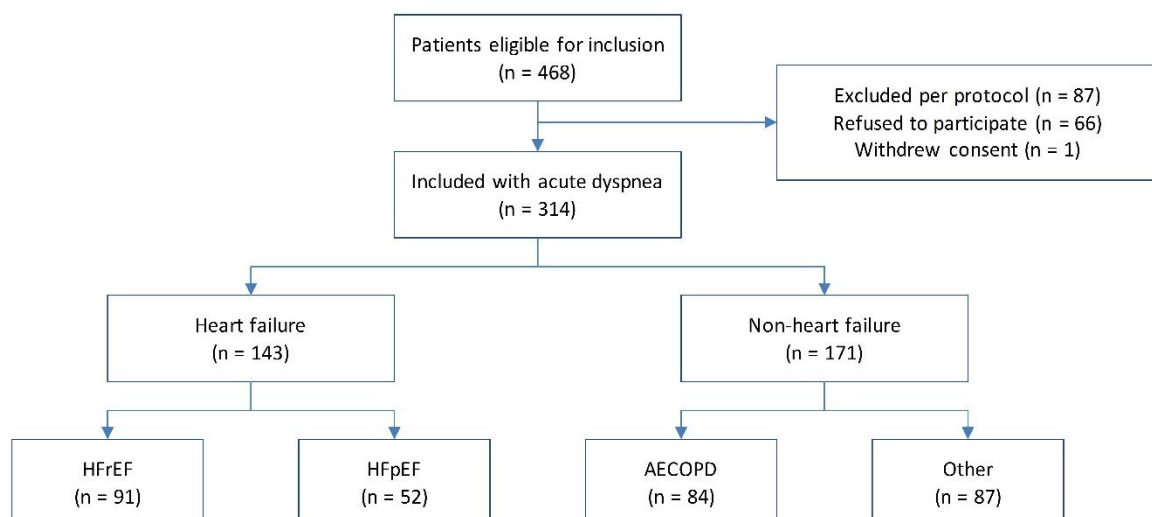 Patients eligible for inclusion
(n = 468)
Excluded per protocol (n = 87)
Refused to participate (n = 66)
Withdrew consent (n = 1)
Included with acute dyspnea
(n = 314)
Heart failure
(n = 143)
Non-heart failure
(n = 171)
HFrEF
(n = 91)
HFpEF
(n = 52)
AECOPD
(n = 84)
Other
(n = 87)